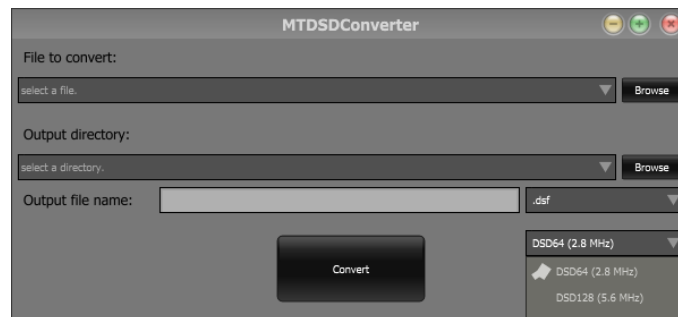 MTDSDConverter
File to convert:
select a file.
Browse
Output directory:
select a directory.
Browse
Output file name:
.dsf
DSD64 (2.8 MHz)
Convert
DSD64 (2.8 MHz)
DSD128 (5.6 MHz)